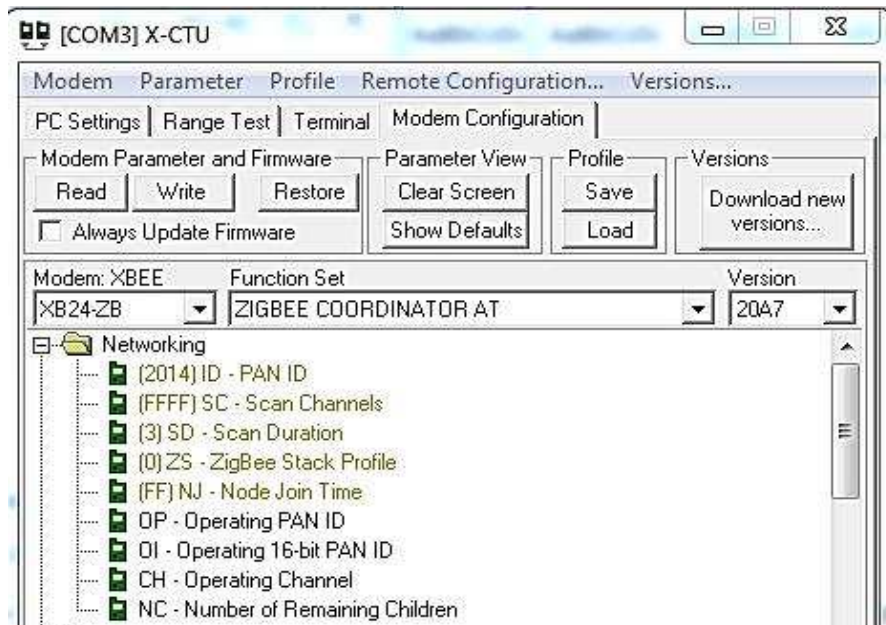 [COM3] X-CTU
Modem Parameter Profile Remote Configuration... Versions...
PC Settings Range Test Terminal Modem Configuration
Modem Parameter and Firmware Parameter View Profile Versions
Read Write Restore Clear Screen Save Download new versions...
Always Update Firmware Show Defaults Load
Modem: XBEE Function Set Version
XB24-ZB ZIGBEE COORDINATOR AT 20A7
Networking
(2014) ID - PAN ID
(FFFF) SC - Scan Channels
(3) SD - Scan Duration
(0) ZS - ZigBee Stack Profile
(FF) NJ - Node Join Time
OP - Operating PAN ID
OI - Operating 16-bit PAN ID
CH - Operating Channel
NC - Number of Remaining Children